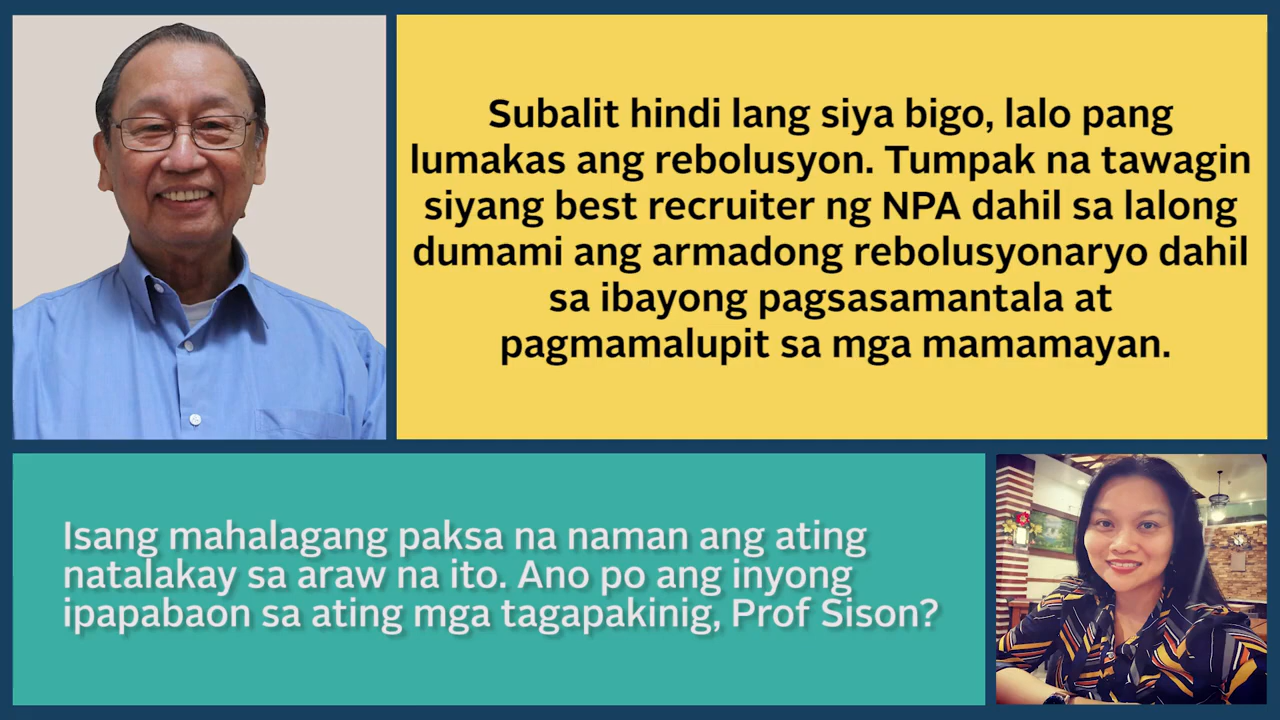 Subalit hindi lang siya bigo, lalo pang
lumakas ang rebolusyon. Tumpak na tawagin
siyang best recruiter ng NPA dahil sa lalong
dumami ang armadong rebolusyonaryo dahil
sa ibayong pagsasamantala at
pagmamalupit sa mga mamamayan.
Isang mahalagang paksa na naman ang ating
natalakay sa araw na ito. Ano po ang inyong
ipapabaon sa ating mga tagapakinig, Prof Sison?